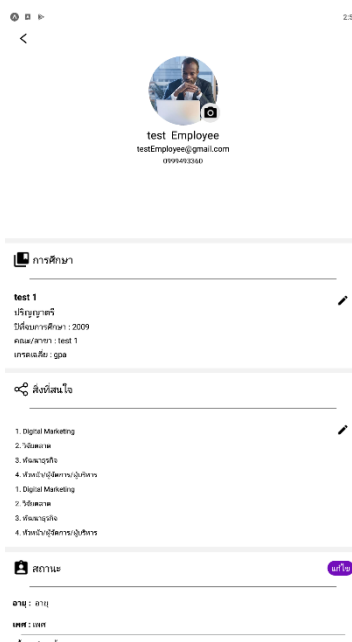 test Employee
testEmployee@gmail.com
0999493360
การศึกษา
test 1
ปริญญาตรี
ปีที่จบการศึกษา : 2009
คณะ/สาขา : test 1
เกรดเฉลี่ย : gpa
สิ่งที่สนใจ
1. Digital Marketing
2. วิจัยตลาด
3. พัฒนาธุรกิจ
4. หัวหน้า/ผู้จัดการ/ผู้บริหาร
1. Digital Marketing
2. วิจัยตลาด
3. พัฒนาธุรกิจ
4. หัวหน้า/ผู้จัดการ/ผู้บริหาร
สถานะ
แก้ไข
อายุ : อายุ
เพศ : เพศ